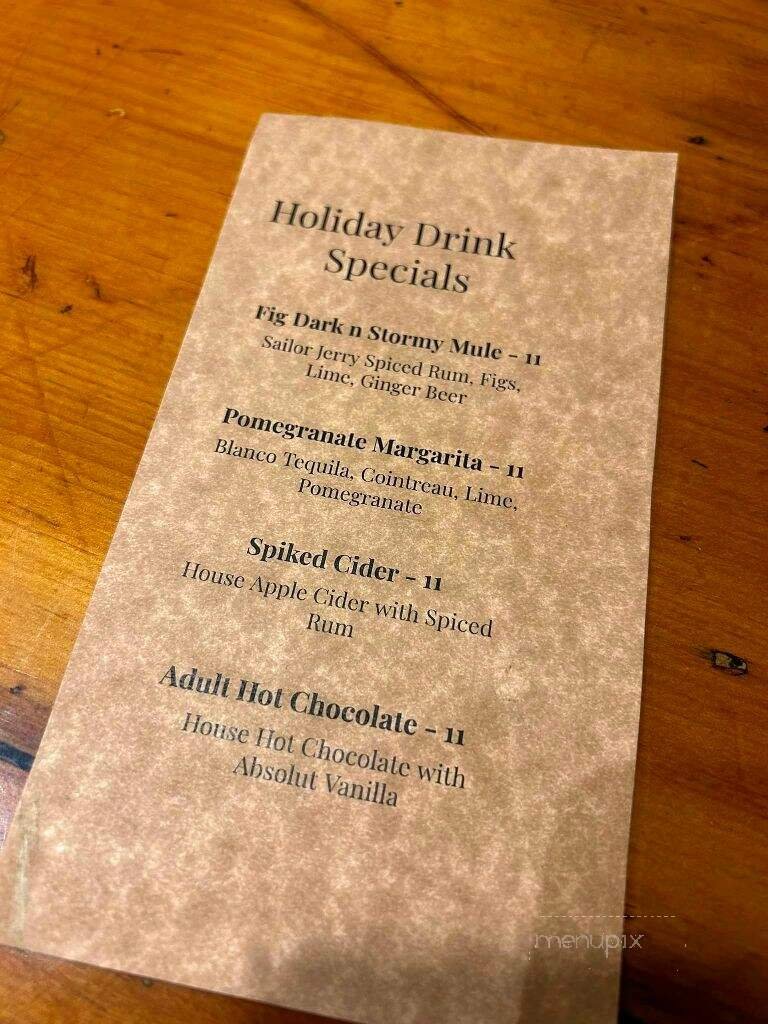 Holiday Drink
Specials
Fig Dark n Stormy Mule - 11
Sailor Jerry Spiced Rum, Figs,
Lime, Ginger Beer
Pomegranate Margarita - 11
Blanco Tequila, Cointreau, Lime,
Pomegranate
Spiked Cider - 11
House Apple Cider with Spiced
Rum
Adult Hot Chocolate - 11
House Hot Chocolate with
Absolut Vanilla
menupix